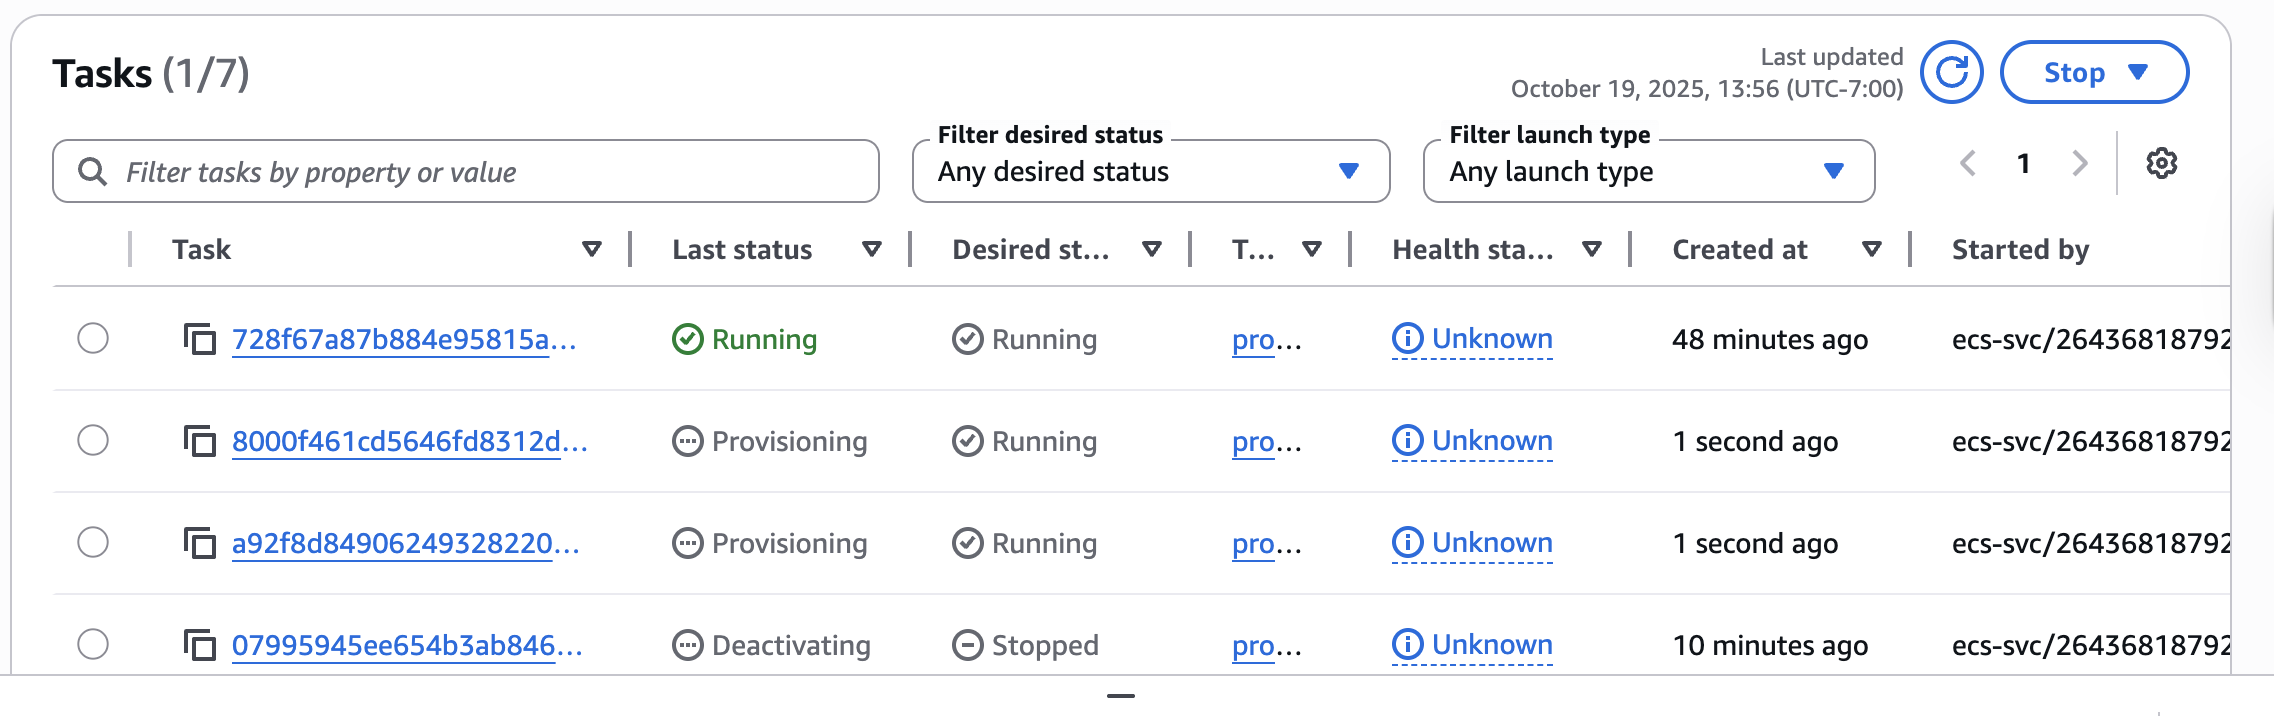 Tasks (1/7)
Last updated
October 19, 2025, 13:56 (UTC-7:00)
Stop
Filter tasks by property or value
Filter desired status
Any desired status
Filter launch type
Any launch type
1
Task Last status Desired st... T... Health sta... Created at Started by
728f67a87b884e95815a... Running Running pro... Unknown 48 minutes ago ecs-svc/26436818792
8000f461cd5646fd8312d... Provisioning Running pro... Unknown 1 second ago ecs-svc/26436818792
a92f8d84906249328220... Provisioning Running pro... Unknown 1 second ago ecs-svc/26436818792
07995945ee654b3ab846... Deactivating Stopped pro... Unknown 10 minutes ago ecs-svc/26436818792